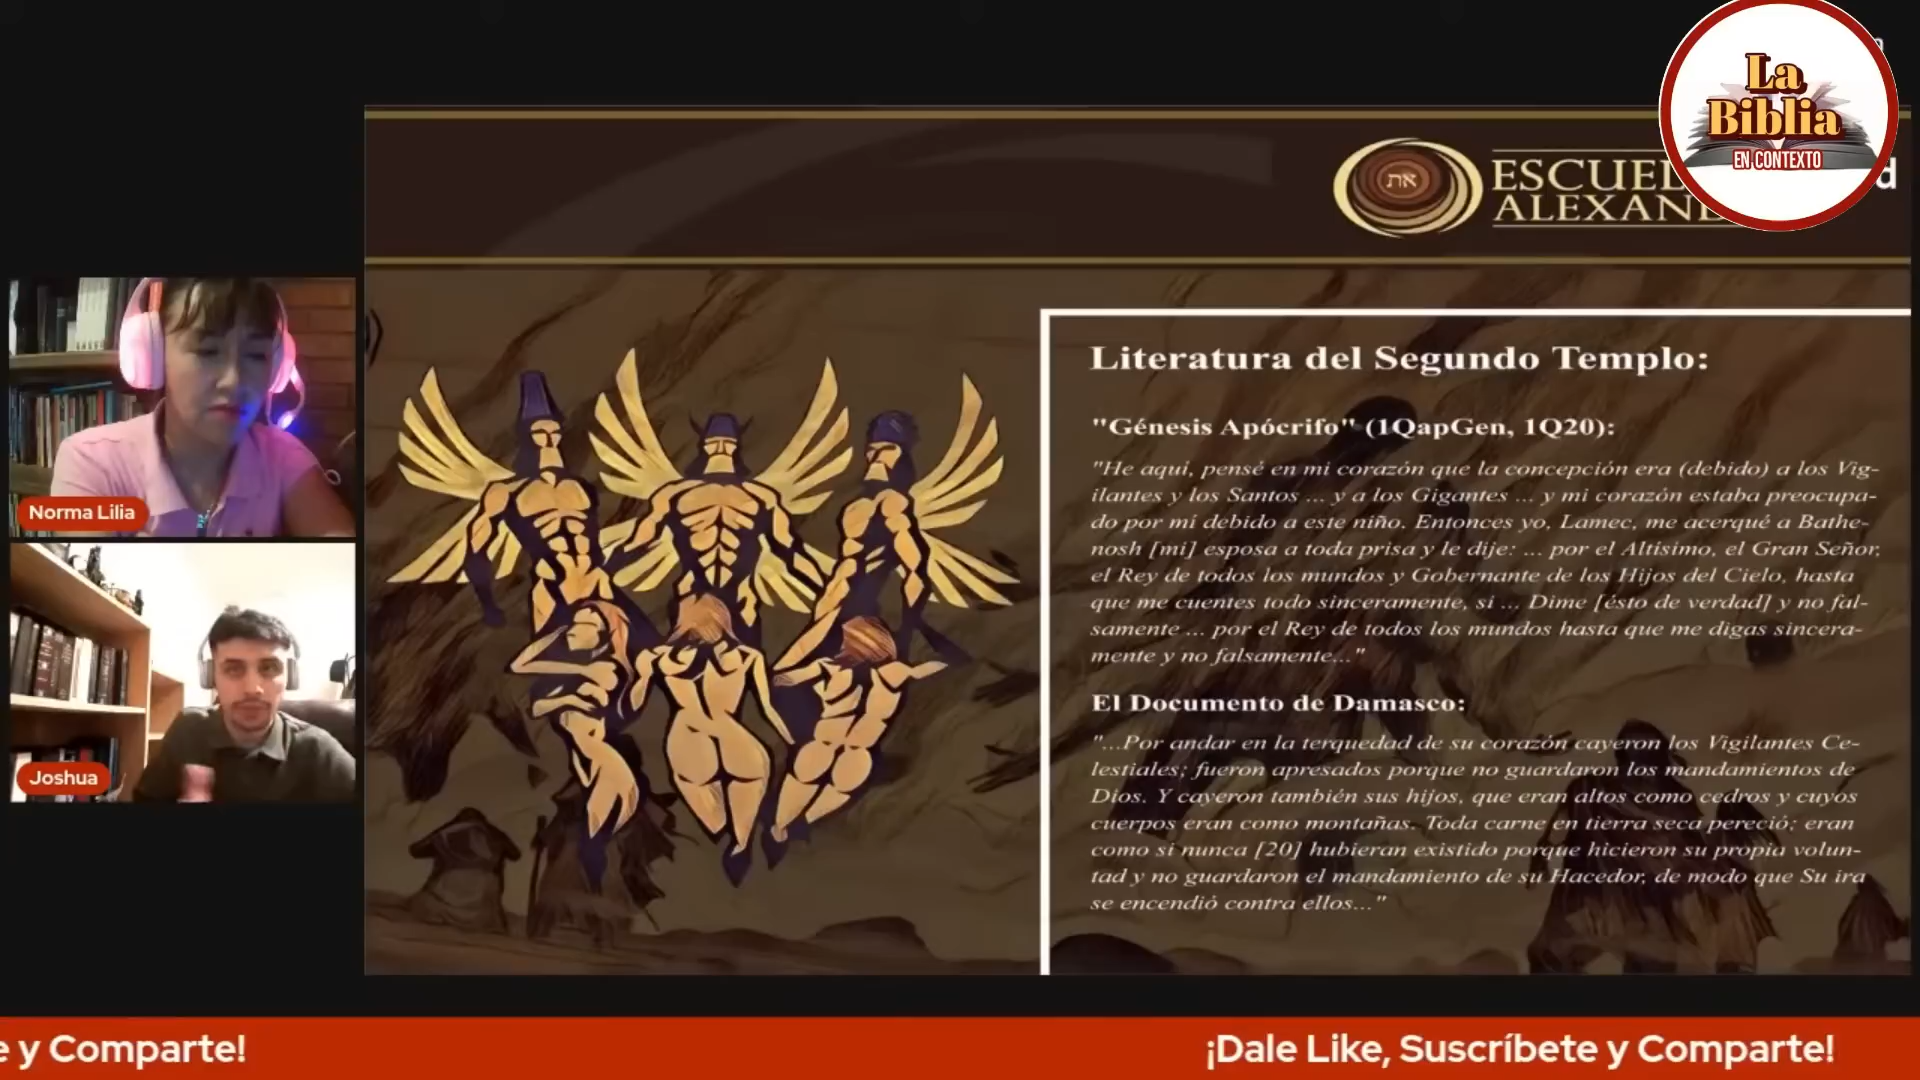 La
Biblia
EN CONTEXTO
את
ESCUEL
ALEXAN
d
Literatura del Segundo Templo:
"Génesis Apócrifo" (1QapGen, 1Q20):
"He aquí, pensé en mi corazón que la concepción era (debido) a los Vig-
ilantes y los Santos ... y a los Gigantes ... y mi corazón estaba preocupa-
do por mí debido a este niño. Entonces yo, Lamec, me acerqué a Bathe-
nosh [mi] esposa a toda prisa y le dije: ... por el Altísimo, el Gran Señor,
el Rey de todos los mundos y Gobernante de los Hijos del Cielo, hasta
que me cuentes todo sinceramente, si ... Dime [ésto de verdad] y no fal-
samente ... por el Rey de todos los mundos hasta que me digas sincera-
mente y no falsamente..."
El Documento de Damasco:
"...Por andar en la terquedad de su corazón cayeron los Vigilantes Ce-
lestiales; fueron apresados porque no guardaron los mandamientos de
Dios. Y cayeron también sus hijos, que eran altos como cedros y cuyos
cuerpos eran como montañas. Toda carne en tierra seca pereció; eran
como si nunca [20] hubieran existido porque hicieron su propia volun-
tad y no guardaron el mandamiento de su Hacedor, de modo que Su ira
se encendió contra ellos..."
Norma Lilia
Joshua
e y Comparte!
¡Dale Like, Suscríbete y Comparte!